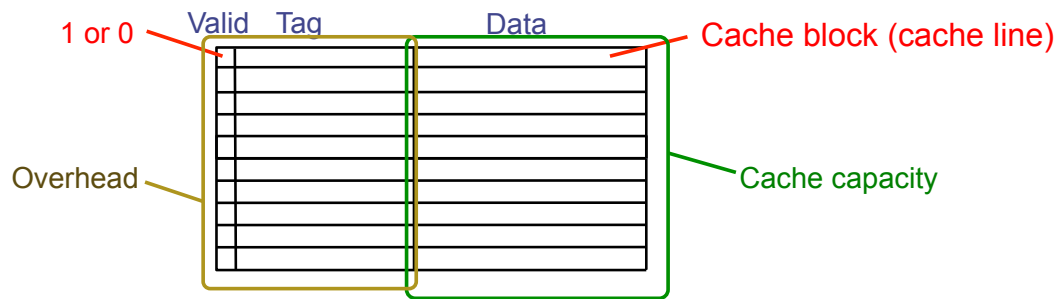 Valid Tag Data
1 or 0
Cache block (cache line)
Overhead
Cache capacity